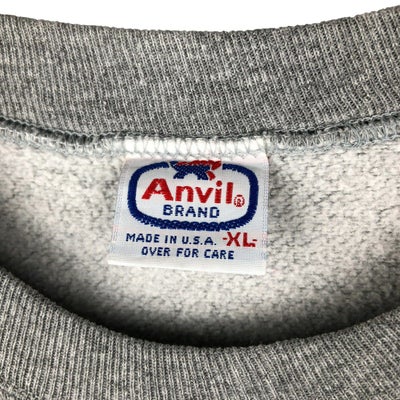 Anvil®
BRAND
MADE IN U.S.A. -XL-
OVER FOR CARE